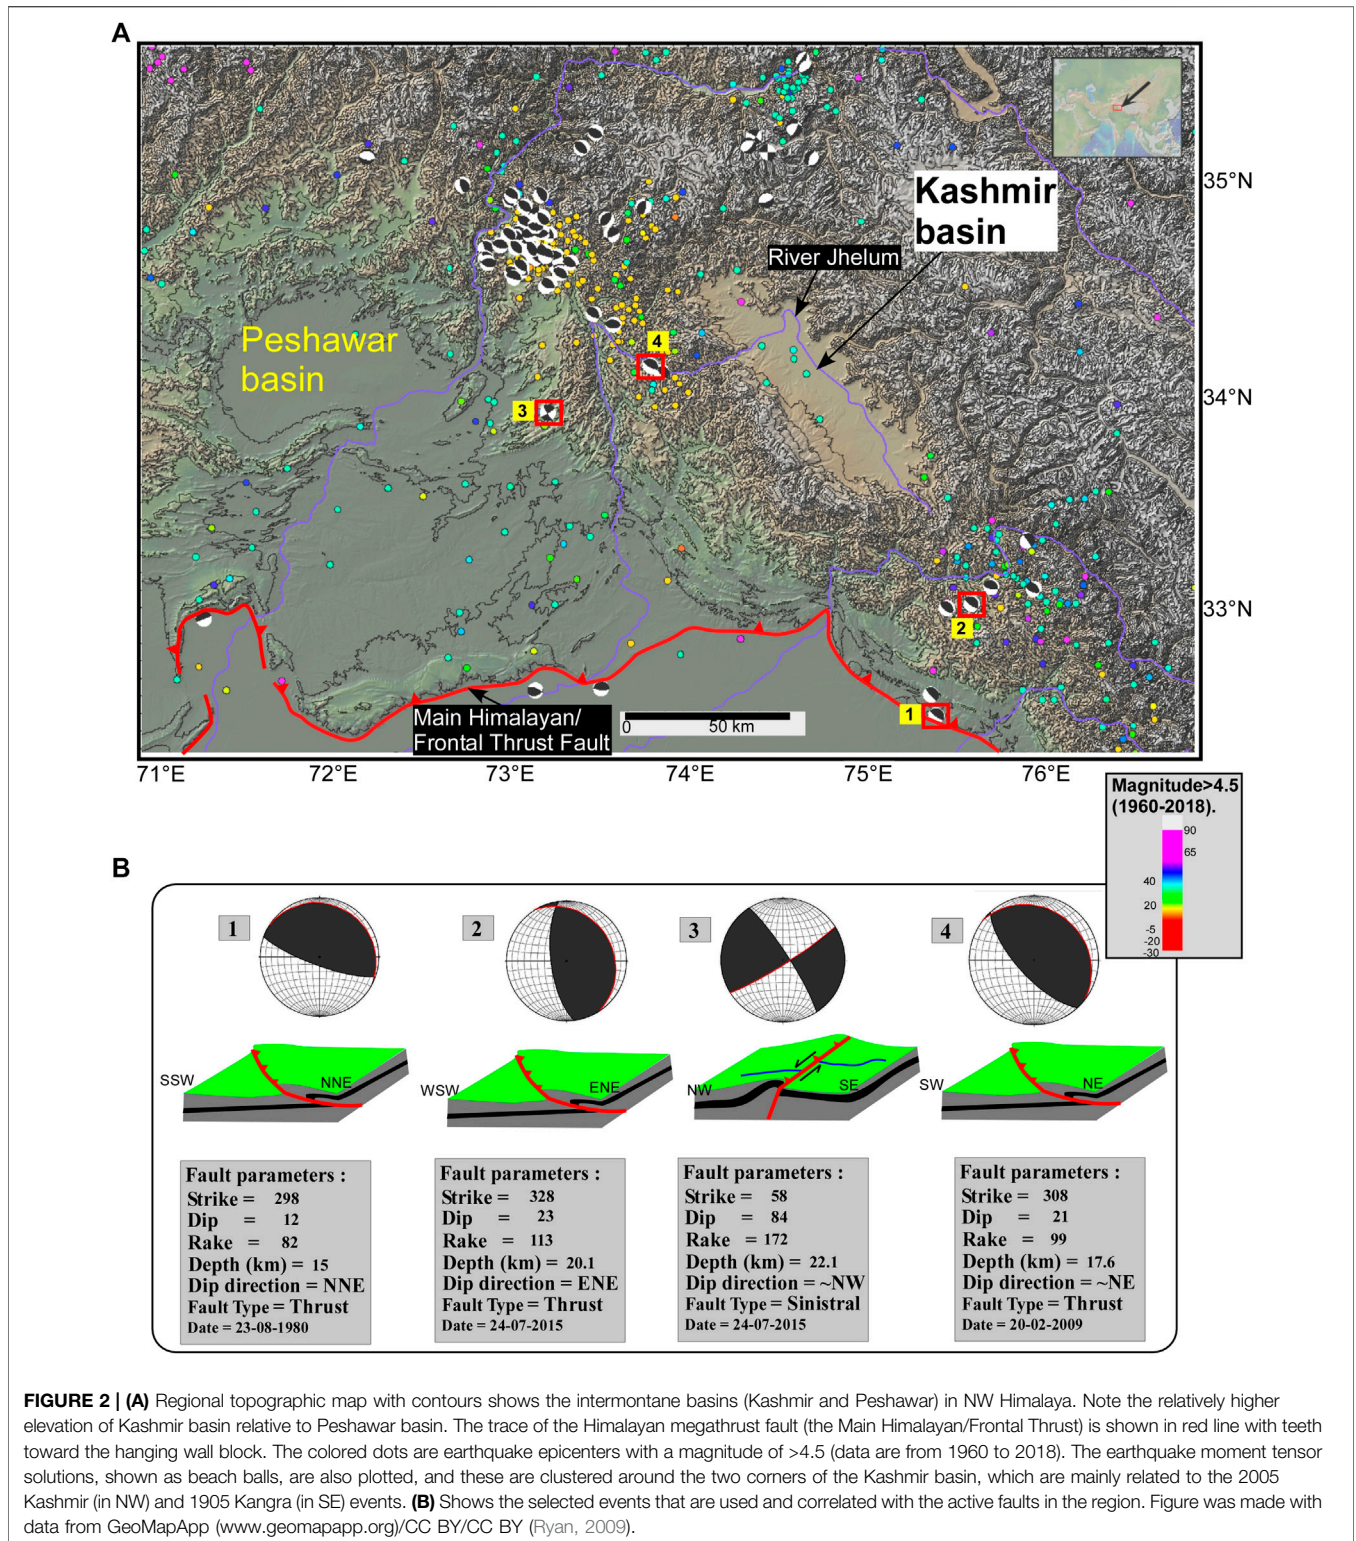 A
Kashmir
basin
River Jhelum
Peshawar
basin
4
3
2
1
Main Himalayan/
Frontal Thrust Fault
0 50 km
35°N
34°N
33°N
71°E 72°E 73°E 74°E 75°E 76°E
Magnitude>4.5
(1960-2018).
90
65
40
20
-5
-20
-30
B
1 2 3 4
SSW NNE WSW ENE NW SE SW NE
Fault parameters :
Strike = 298
Dip = 12
Rake = 82
Depth (km) = 15
Dip direction = NNE
Fault Type = Thrust
Date = 23-08-1980
Fault parameters :
Strike = 328
Dip = 23
Rake = 113
Depth (km) = 20.1
Dip direction = ENE
Fault Type = Thrust
Date = 24-07-2015
Fault parameters :
Strike = 58
Dip = 84
Rake = 172
Depth (km) = 22.1
Dip direction = ~NW
Fault Type = Sinistral
Date = 24-07-2015
Fault parameters :
Strike = 308
Dip = 21
Rake = 99
Depth (km) = 17.6
Dip direction = ~NE
Fault Type = Thrust
Date = 20-02-2009
FIGURE 2 | (A) Regional topographic map with contours shows the intermontane basins (Kashmir and Peshawar) in NW Himalaya. Note the relatively higher
elevation of Kashmir basin relative to Peshawar basin. The trace of the Himalayan megathrust fault (the Main Himalayan/Frontal Thrust) is shown in red line with teeth
toward the hanging wall block. The colored dots are earthquake epicenters with a magnitude of >4.5 (data are from 1960 to 2018). The earthquake moment tensor
solutions, shown as beach balls, are also plotted, and these are clustered around the two corners of the Kashmir basin, which are mainly related to the 2005
Kashmir (in NW) and 1905 Kangra (in SE) events. (B) Shows the selected events that are used and correlated with the active faults in the region. Figure was made with
data from GeoMapApp (www.geomapapp.org)/CC BY/CC BY (Ryan, 2009).